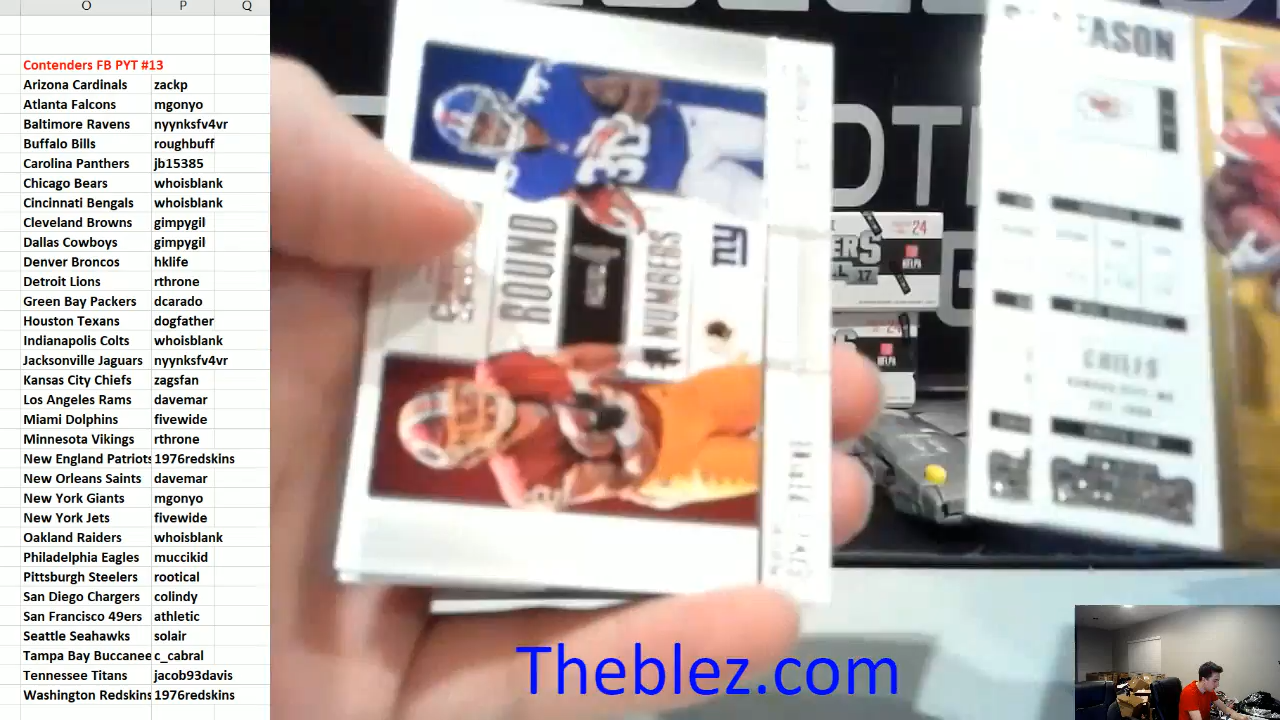 O P Q
Contenders FB PYT #13
Arizona Cardinals zackp
Atlanta Falcons mgonyo
Baltimore Ravens nyynksfv4vr
Buffalo Bills roughbuff
Carolina Panthers jb15385
Chicago Bears whoisblank
Cincinnati Bengals whoisblank
Cleveland Browns gimpygil
Dallas Cowboys gimpygil
Denver Broncos hklife
Detroit Lions rthrone
Green Bay Packers dcarado
Houston Texans dogfather
Indianapolis Colts whoisblank
Jacksonville Jaguars nyynksfv4vr
Kansas City Chiefs zagsfan
Los Angeles Rams davemar
Miami Dolphins fivewide
Minnesota Vikings rthrone
New England Patriots 1976redskins
New Orleans Saints davemar
New York Giants mgonyo
New York Jets fivewide
Oakland Raiders whoisblank
Philadelphia Eagles muccikid
Pittsburgh Steelers rootical
San Diego Chargers colindy
San Francisco 49ers athletic
Seattle Seahawks solair
Tampa Bay Buccanee c_cabral
Tennessee Titans jacob93davis
Washington Redskins 1976redskins
ROUND
NUMBERS
NY
ASON
CHIEFS
24
17
24
Theblez.com